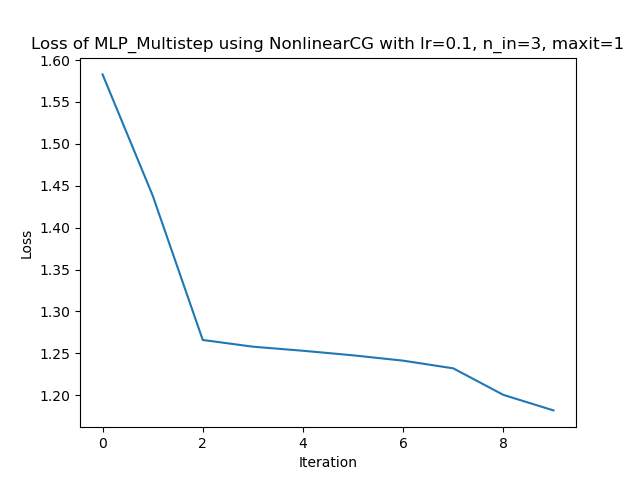 Loss of MLP_Multistep using NonlinearCG with lr=0.1, n_in=3, maxit=1
1.60
1.55
1.50
1.45
1.40
1.35
1.30
1.25
1.20
Loss
0 2 4 6 8
Iteration